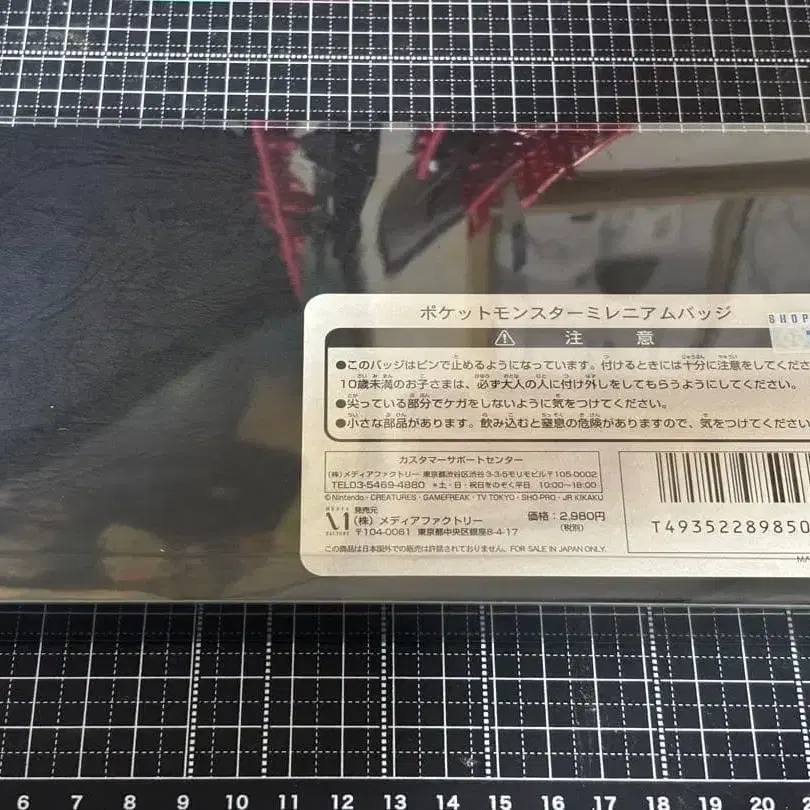 ポケットモンスターミレニアムバッジ
SHOP
注 意
●このバッジはピンで止めるようになっています。付けるときには十分に注意をしてくださ
10歳未満のお子さまは、必ず大人の人に付け外しをしてもらうようにしてください。
●尖っている部分でケガをしないように気をつけてください。
●小さな部品があります。飲み込むと窒息の危険がありますので、気をつけてください
カスタマーサポートセンター
(株)メディアファクトリー 東京都渋谷区渋谷3-3-5モリモビル〒105-0002
TEL03-5469-4880 *土・日・祝日をのぞく平日 10:00〜18:00
©Nintendo・CREATURES・GAMEFREAK・TV TOKYO・SHO-PRO・JR KIKAKU
MEDIA FACTORY
発売元
(株)メディアファクトリー
〒104-0061 東京都中央区銀座8-4-17
価格:2,980円
(税別)
この商品は日本国外での販売は許諾されておりません。FOR SALE IN JAPAN ONLY.
T49352289850
MA
6 7 8 9 10 11 12 13 14 15 16 17 18 19 20